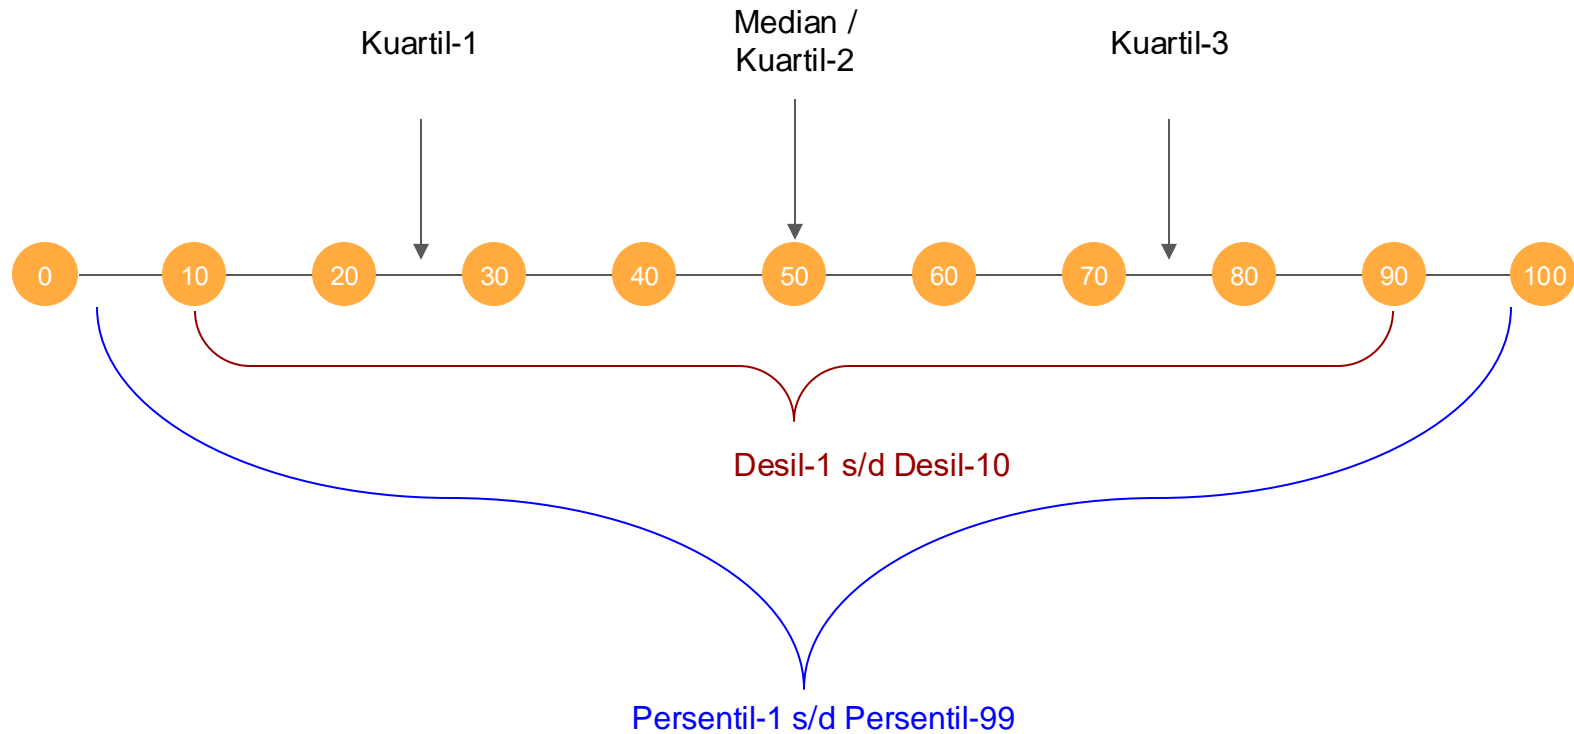 Kuartil-1
Median /
Kuartil-2
Kuartil-3
0 10 20 30 40 50 60 70 80 90 100
Desil-1 s/d Desil-10
Persentil-1 s/d Persentil-99